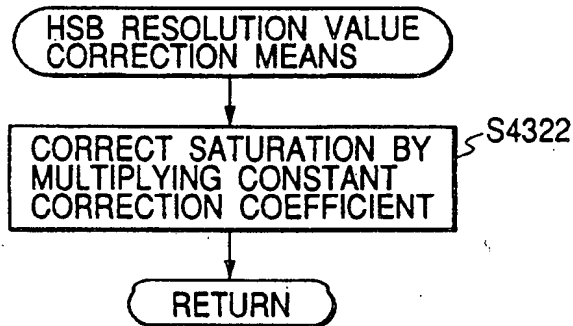 HSB RESOLUTION VALUE
CORRECTION MEANS
CORRECT SATURATION BY
MULTIPLYING CONSTANT
CORRECTION COEFFICIENT
S4322
RETURN